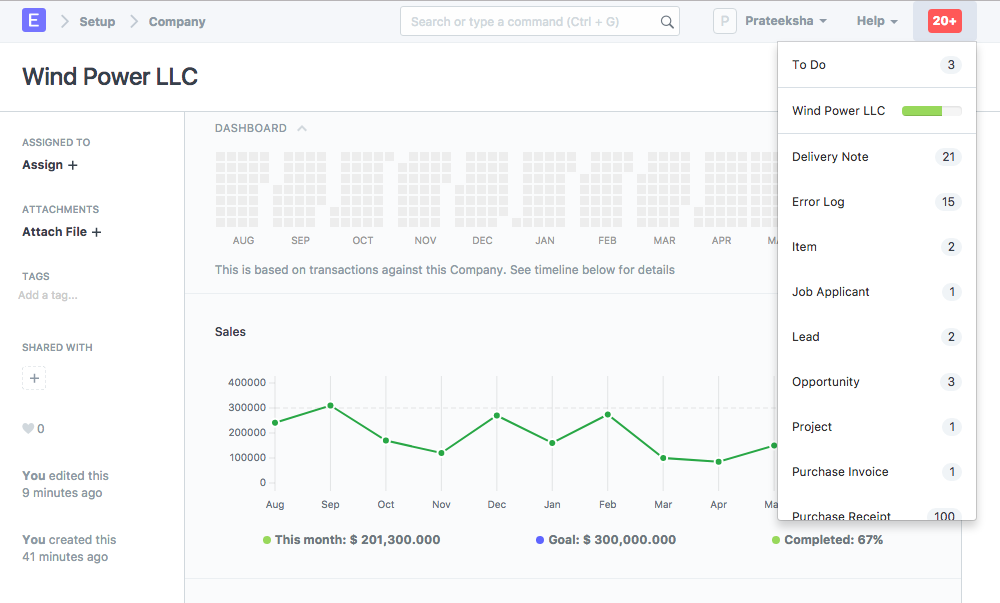 E Setup Company Search or type a command (Ctrl + G) P Prateeksha Help 20+
Wind Power LLC
ASSIGNED TO
Assign +
ATTACHMENTS
Attach File +
TAGS
Add a tag...
SHARED WITH
+
0
You edited this
9 minutes ago
You created this
41 minutes ago
DASHBOARD
AUG SEP OCT NOV DEC JAN FEB MAR APR
This is based on transactions against this Company. See timeline below for details
Sales
400000
300000
200000
100000
0
Aug Sep Oct Nov Dec Jan Feb Mar Apr
This month: $ 201,300.000 Goal: $ 300,000.000 Completed: 67%
To Do 3
Wind Power LLC
Delivery Note 21
Error Log 15
Item 2
Job Applicant 1
Lead 2
Opportunity 3
Project 1
Purchase Invoice 1
Purchase Receipt 100